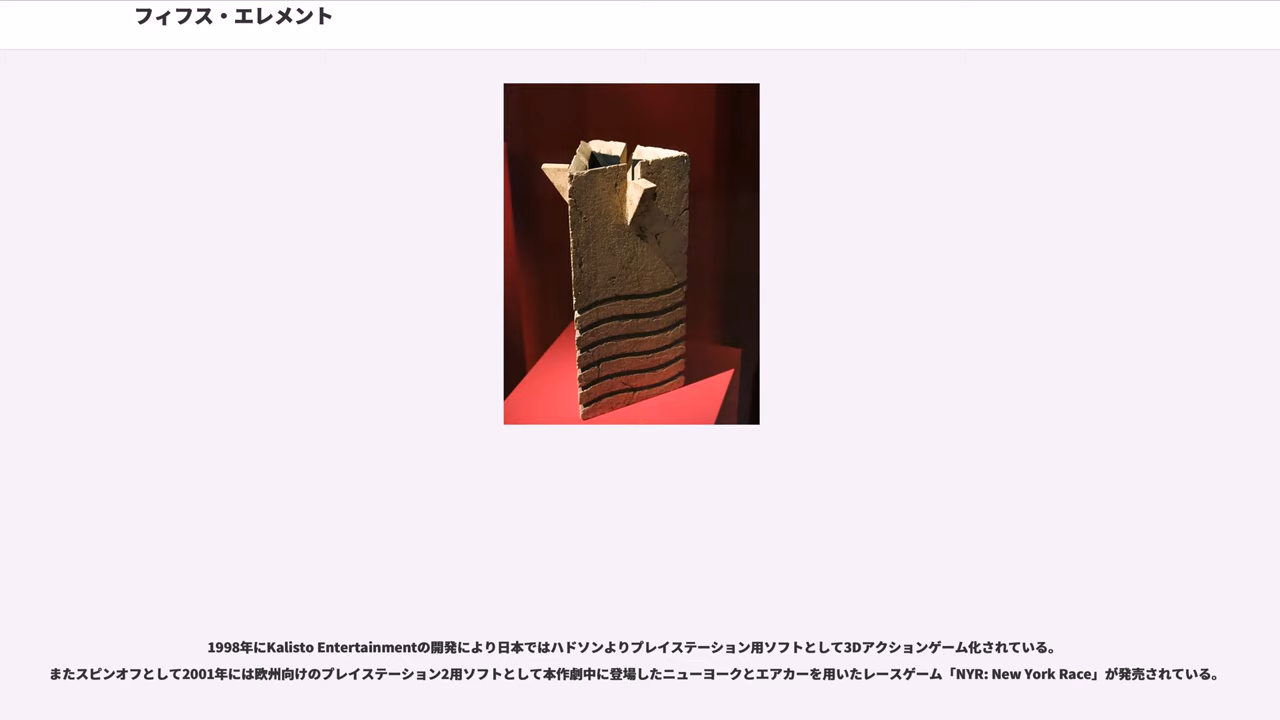 フィフス・エレメント
1998年にKalisto Entertainmentの開発により日本ではハドソンよりプレイステーション用ソフトとして3Dアクションゲーム化されている。
またスピンオフとして2001年には欧州向けのプレイステーション2用ソフトとして本作劇中に登場したニューヨークとエアカーを用いたレースゲーム「NYR: New York Race」が発売されている。